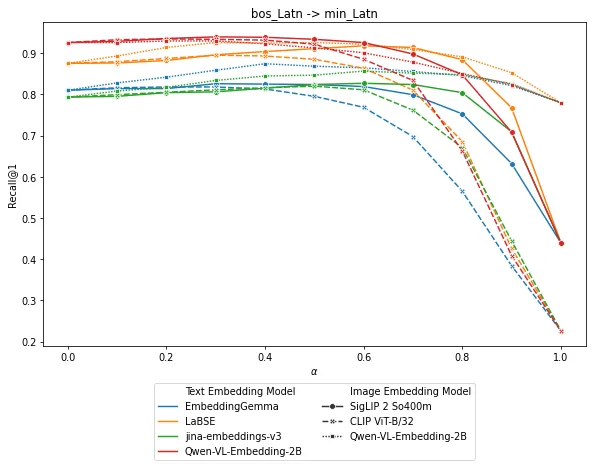 bos_Latn -> min_Latn
Recall@1
0.9
0.8
0.7
0.6
0.5
0.4
0.3
0.2
0.0
0.2
0.4
0.6
0.8
1.0
α
Text Embedding Model
EmbeddingGemma
LaBSE
jina-embeddings-v3
Qwen-VL-Embedding-2B
Image Embedding Model
SigLIP 2 So400m
CLIP ViT-B/32
Qwen-VL-Embedding-2B